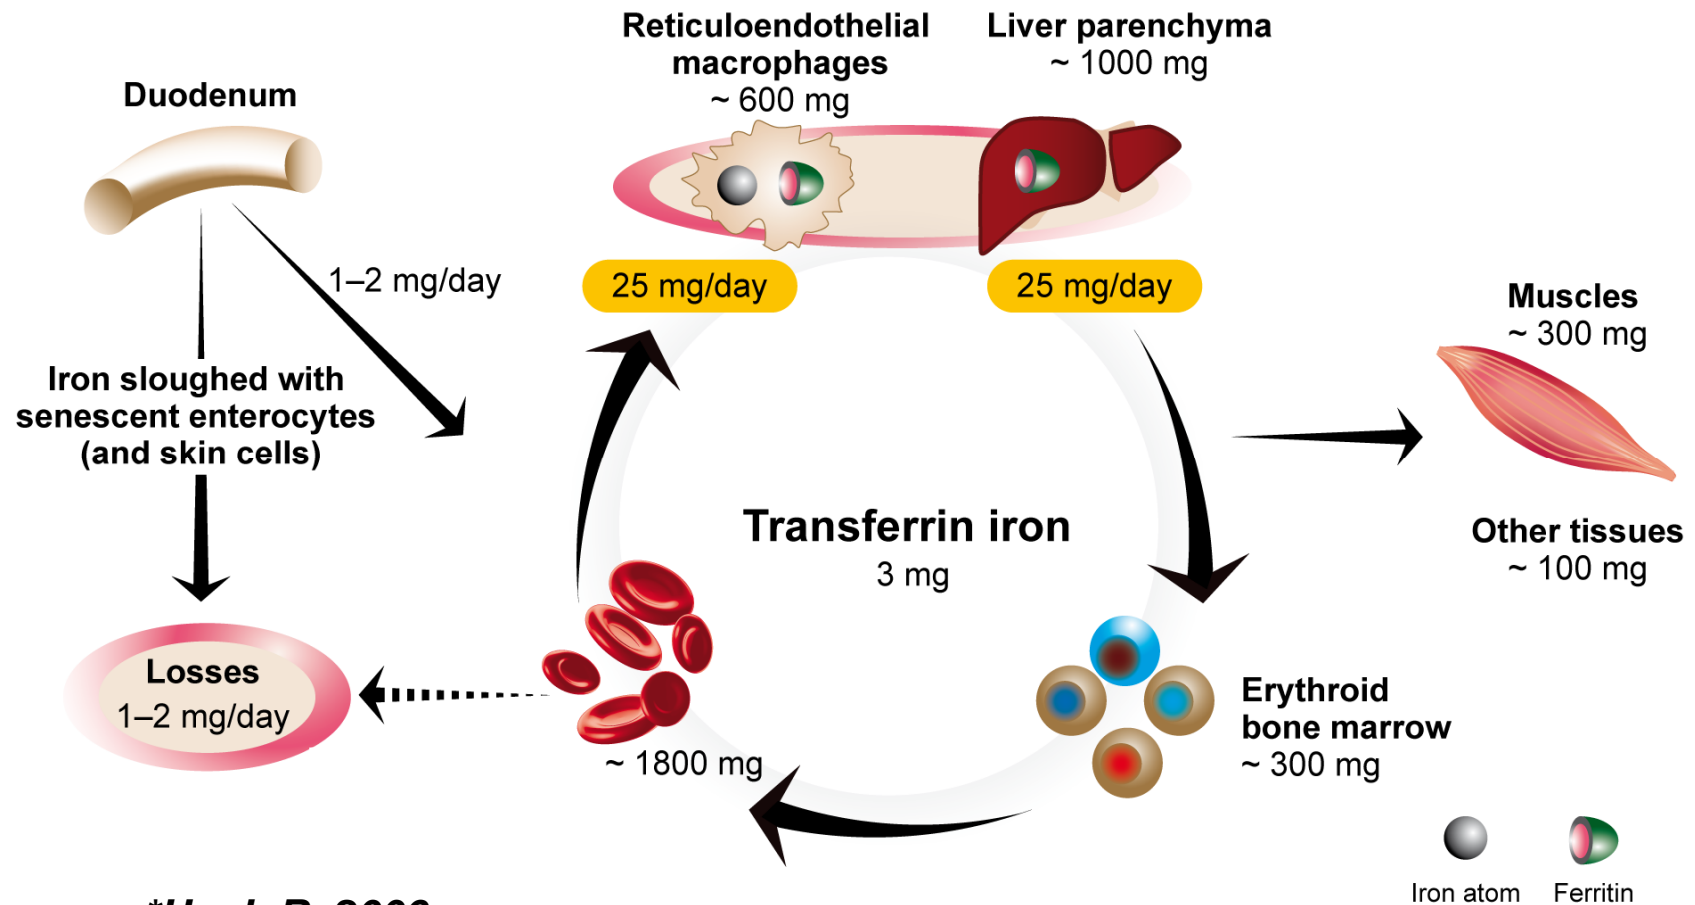 Reticuloendothelial
macrophages
~ 600 mg
Liver parenchyma
~ 1000 mg
Duodenum
1–2 mg/day
25 mg/day
25 mg/day
Muscles
~ 300 mg
Iron sloughed with
senescent enterocytes
(and skin cells)
Transferrin iron
3 mg
Other tissues
~ 100 mg
Losses
1–2 mg/day
~ 1800 mg
Erythroid
bone marrow
~ 300 mg
Iron atom
Ferritin